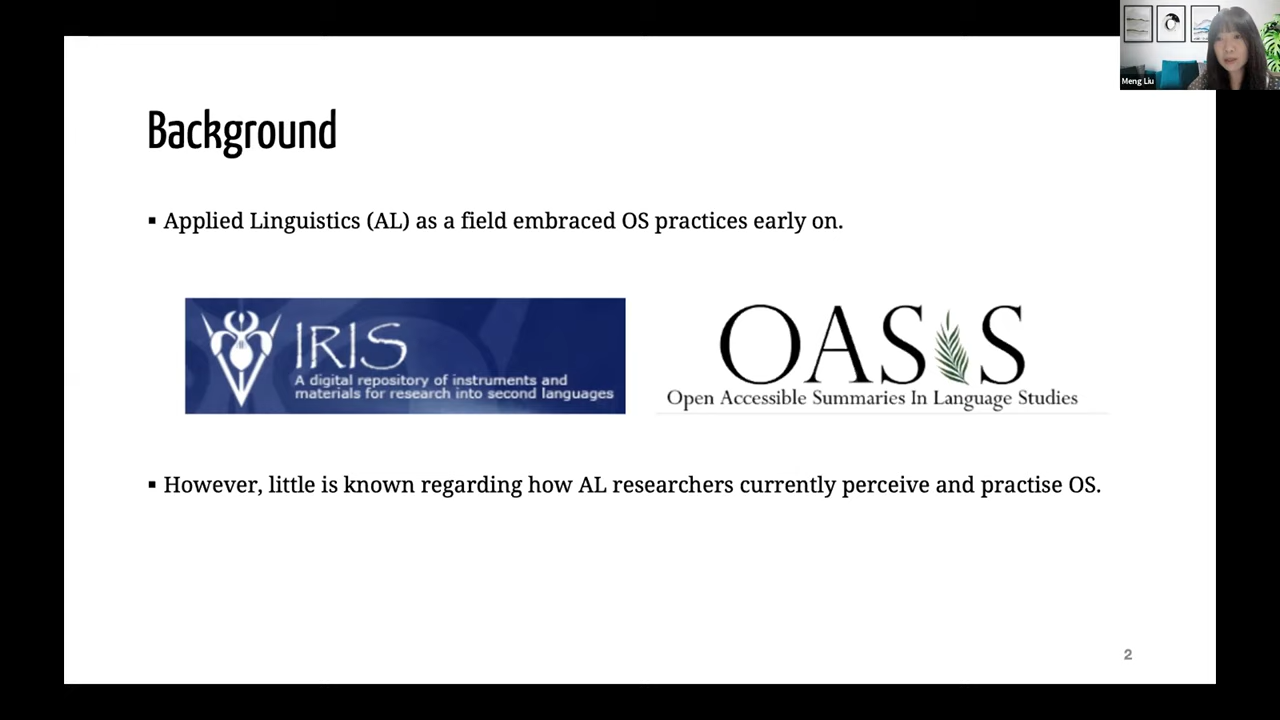 Meng Liu
Background
▪ Applied Linguistics (AL) as a field embraced OS practices early on.
IRIS
A digital repository of instruments and
materials for research into second languages
OASIS
Open Accessible Summaries In Language Studies
▪ However, little is known regarding how AL researchers currently perceive and practise OS.
2